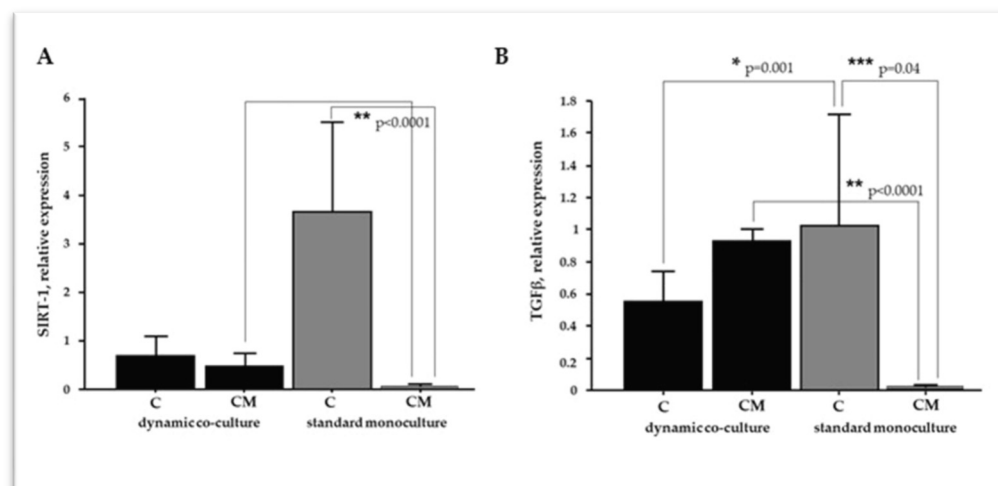 A
SIRT-1, relative expression
6
5
4
3
2
1
0
** p<0.0001
C CM C CM
dynamic co-culture standard monoculture
B
TGFβ, relative expression
1.8
1.6
1.4
1.2
1
0.8
0.6
0.4
0.2
0
* p=0.001
*** p=0.04
** p<0.0001
C CM C CM
dynamic co-culture standard monoculture